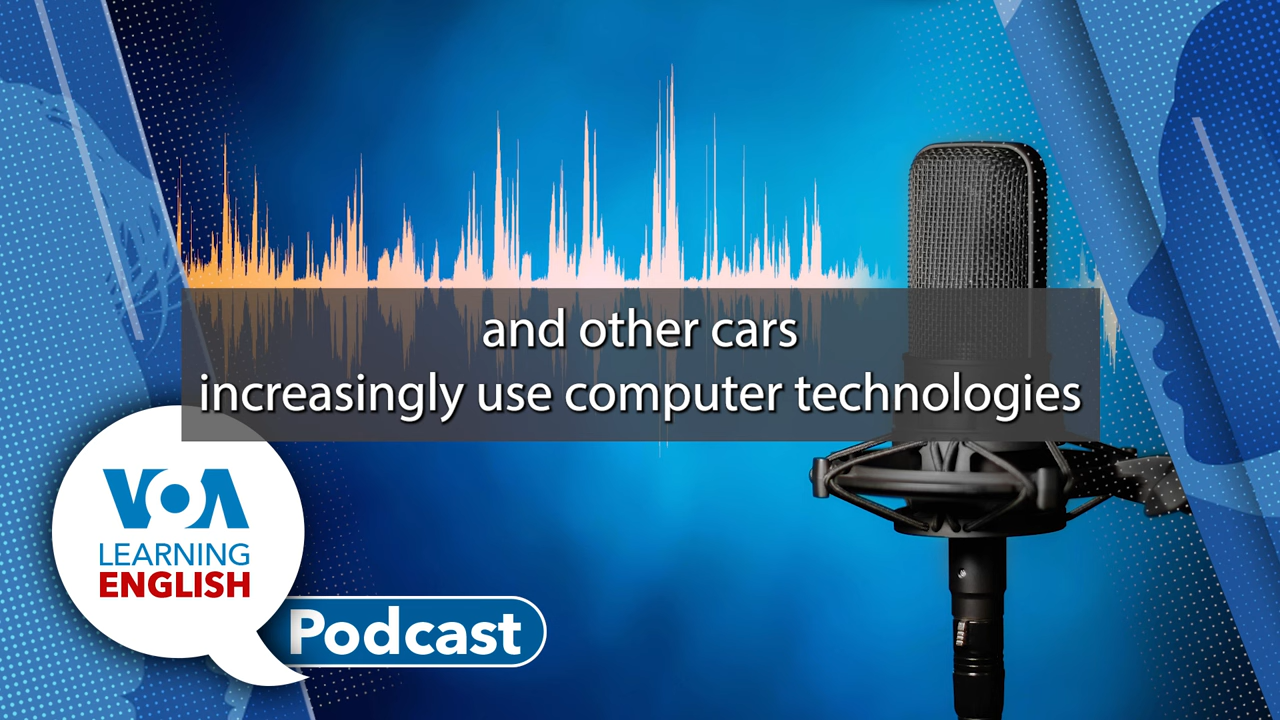 and other cars
increasingly use computer technologies
VOA
LEARNING
ENGLISH
Podcast